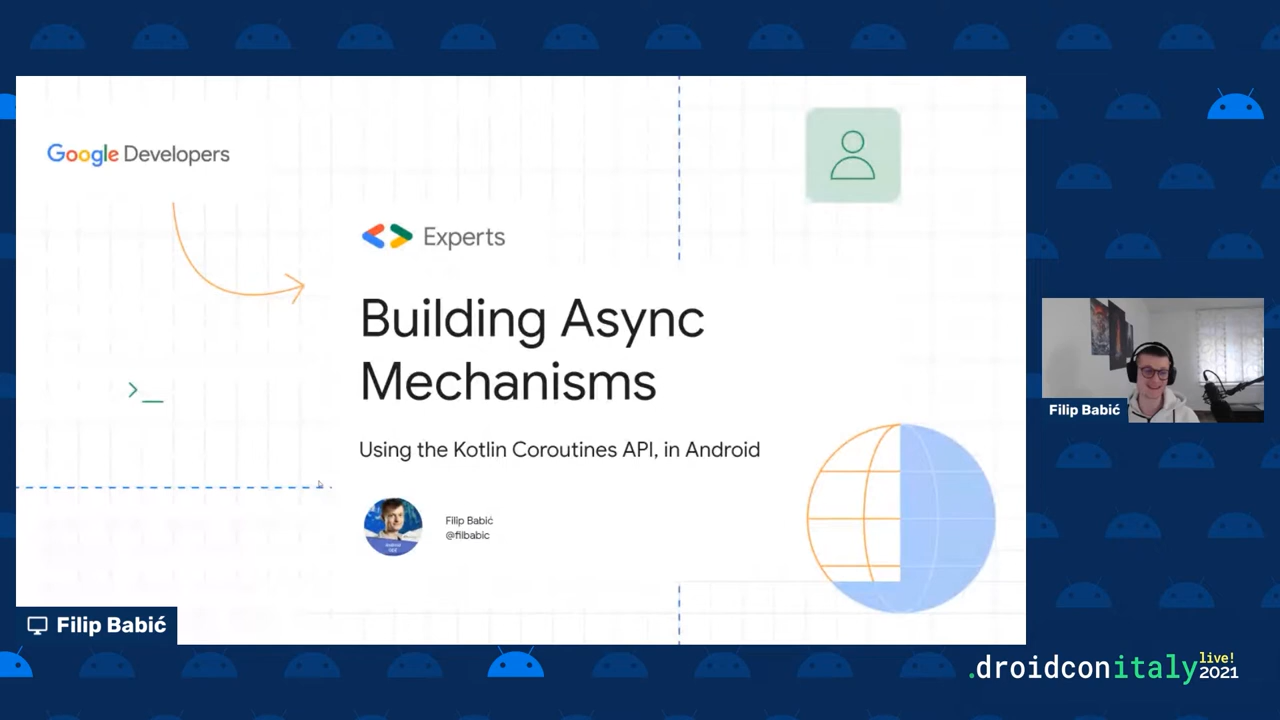 Google Developers
Experts
Building Async
Mechanisms
Using the Kotlin Coroutines API, in Android
Filip Babić
@filbabic
Filip Babić
Filip Babić
.droidconitaly live! 2021